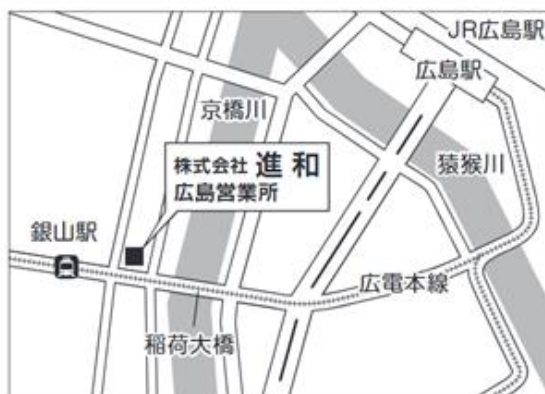 JR広島駅
広島駅
京橋川
猿猴川
株式会社 進和
広島営業所
銀山駅
広電本線
稲荷大橋